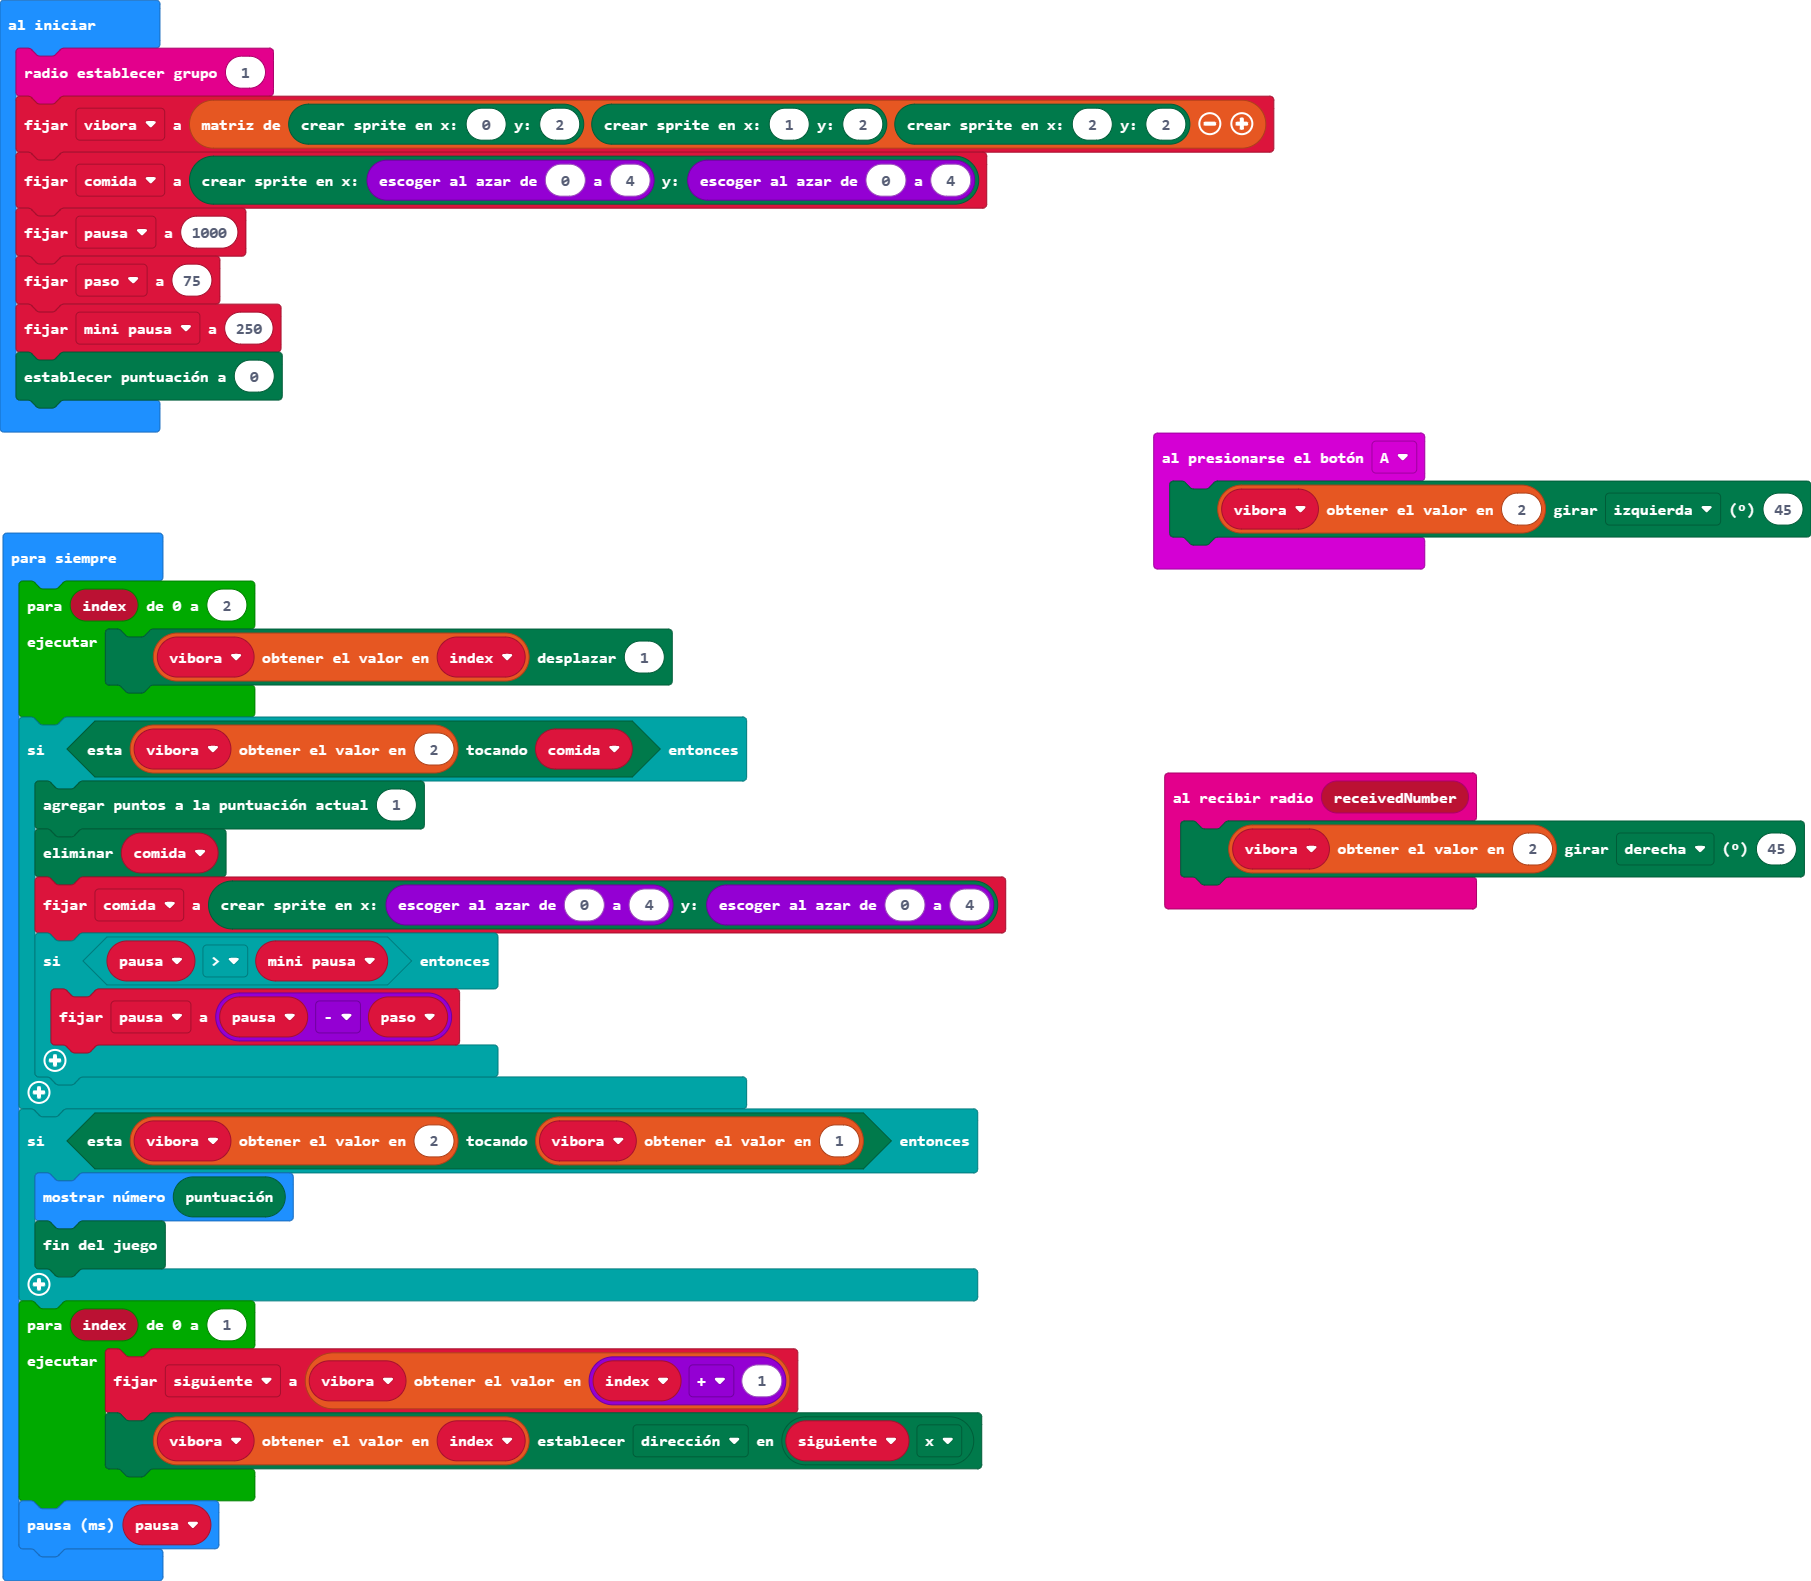 al iniciar
radio establecer grupo 1
fijar vibora a matriz de crear sprite en x: 0 y: 2 crear sprite en x: 1 y: 2 crear sprite en x: 2 y: 2
fijar comida a crear sprite en x: escoger al azar de 0 a 4 y: escoger al azar de 0 a 4
fijar pausa a 1000
fijar paso a 75
fijar mini pausa a 250
establecer puntuación a 0
al presionarse el botón A
vibora obtener el valor en 2 girar izquierda (º) 45
para siempre
para index de 0 a 2
ejecutar vibora obtener el valor en index desplazar 1
si esta vibora obtener el valor en 2 tocando comida entonces
agregar puntos a la puntuación actual 1
eliminar comida
fijar comida a crear sprite en x: escoger al azar de 0 a 4 y: escoger al azar de 0 a 4
si pausa > mini pausa entonces
fijar pausa a pausa - paso
si esta vibora obtener el valor en 2 tocando vibora obtener el valor en 1 entonces
mostrar número puntuación
fin del juego
para index de 0 a 1
ejecutar fijar siguiente a vibora obtener el valor en index + 1
vibora obtener el valor en index establecer dirección en siguiente x
pausa (ms) pausa
al recibir radio receivedNumber
vibora obtener el valor en 2 girar derecha (º) 45